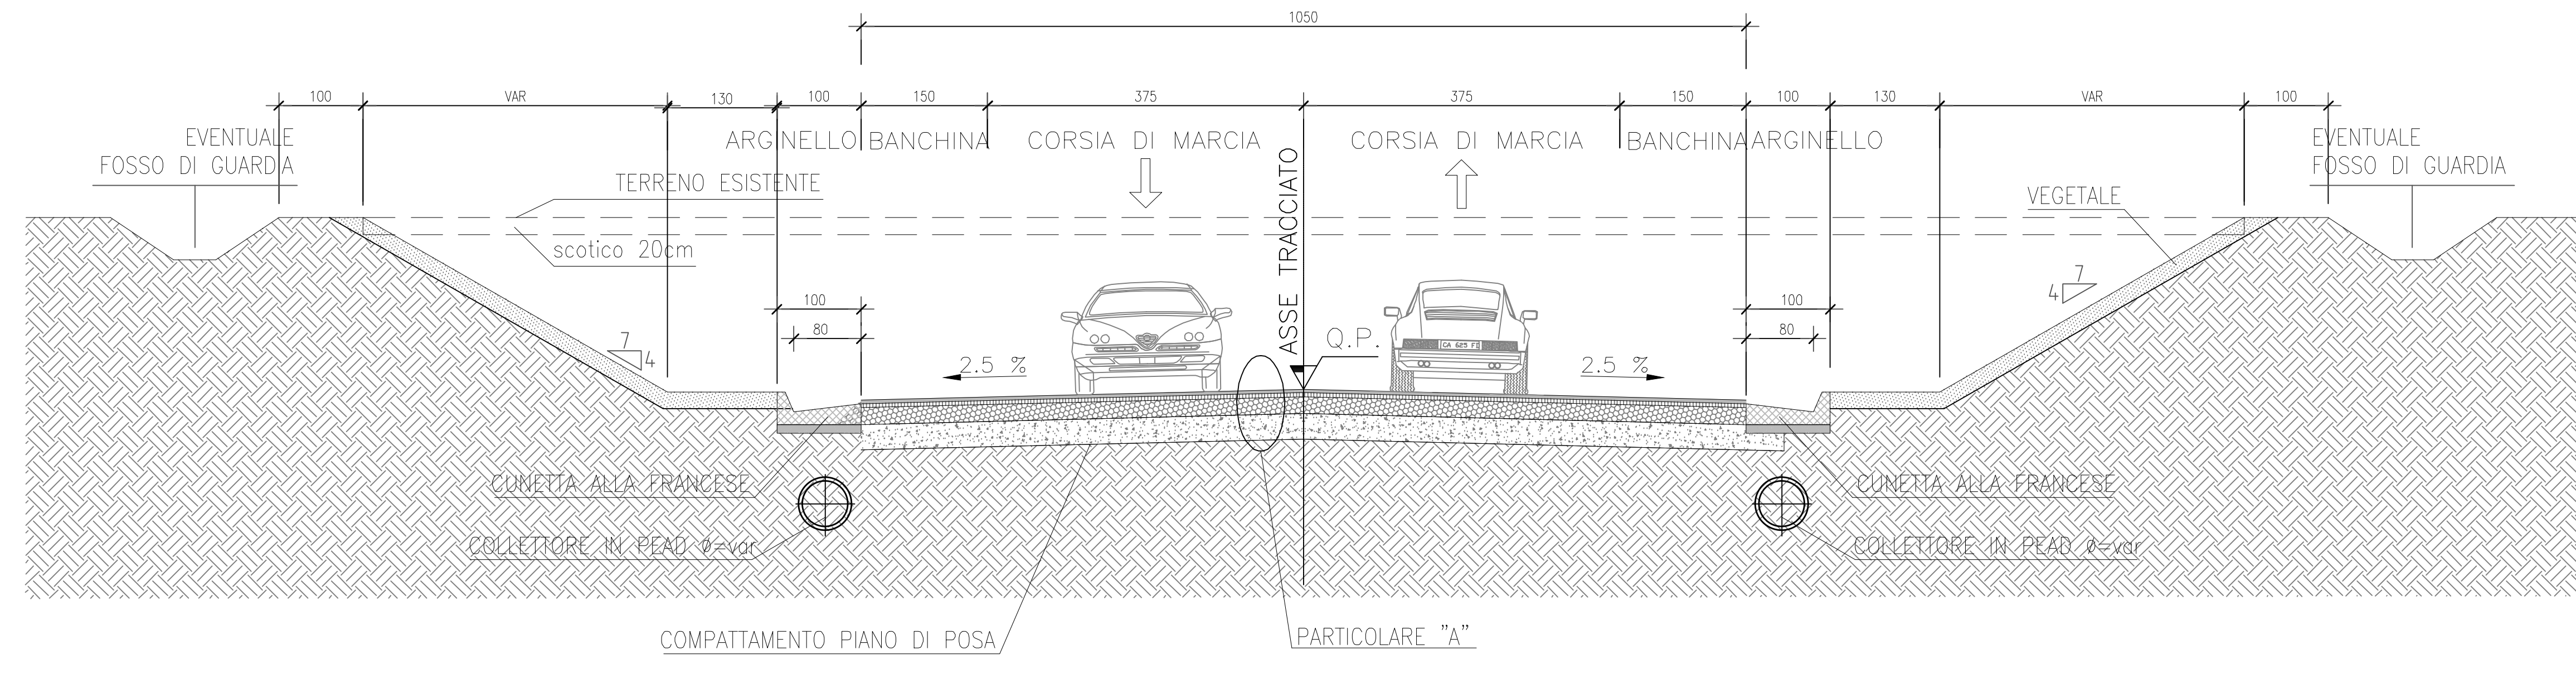 1050
100 VAR 130 100 150 375 375 150 100 130 VAR 100
EVENTUALE
FOSSO DI GUARDIA
ARGINELLO BANCHINA CORSIA DI MARCIA CORSIA DI MARCIA BANCHINA ARGINELLO
EVENTUALE
FOSSO DI GUARDIA
TERRENO ESISTENTE
scotico 20cm
ASSE TRACCIATO
VEGETALE
7
4
7
4
100
80
100
80
2.5 %
Q.P.
2.5 %
CA 625 F
CUNETTA ALLA FRANCESE
CUNETTA ALLA FRANCESE
COLLETTORE IN PEAD Ø=var
COLLETTORE IN PEAD Ø=var
COMPATTAMENTO PIANO DI POSA
PARTICOLARE "A"